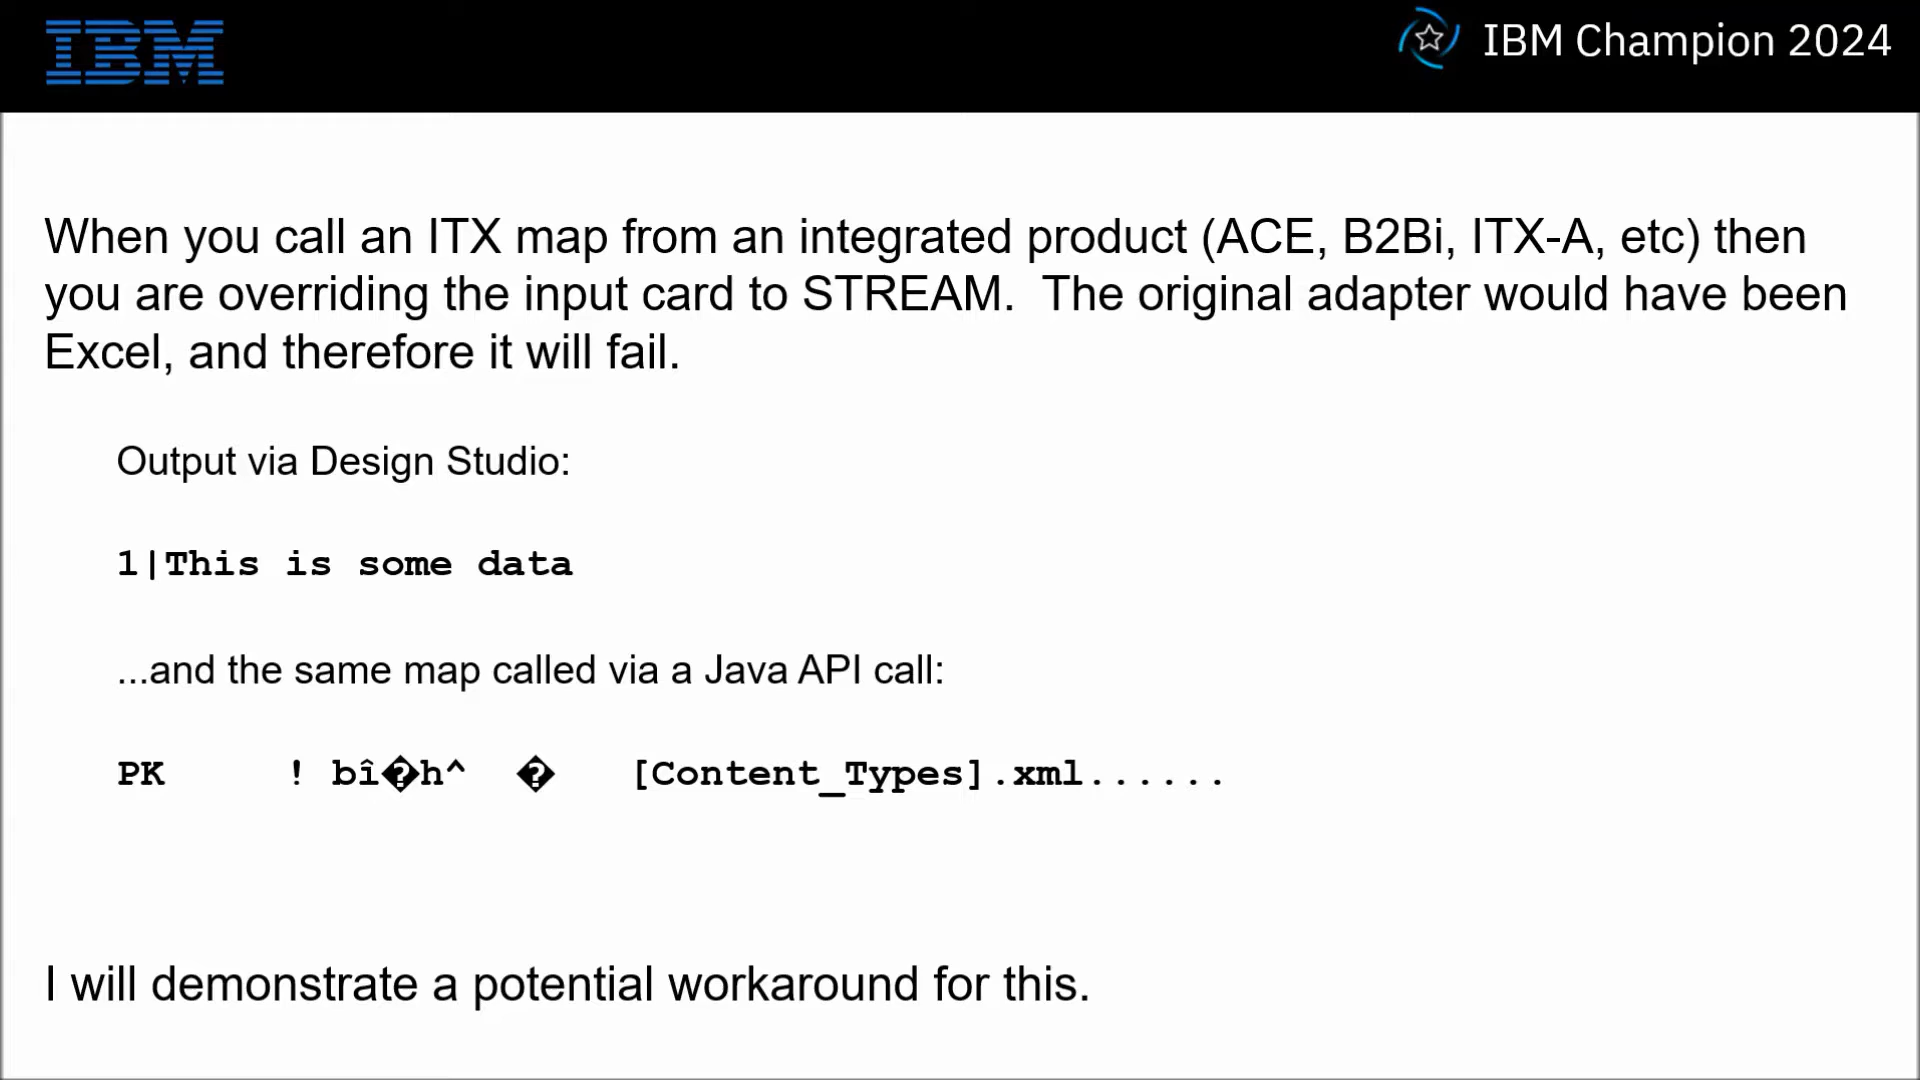 IBM
IBM Champion 2024
When you call an ITX map from an integrated product (ACE, B2Bi, ITX-A, etc) then
you are overriding the input card to STREAM.  The original adapter would have been
Excel, and therefore it will fail.
Output via Design Studio:
1|This is some data
...and the same map called via a Java API call:
PK     ! bî�h^  �   [Content_Types].xml......
I will demonstrate a potential workaround for this.